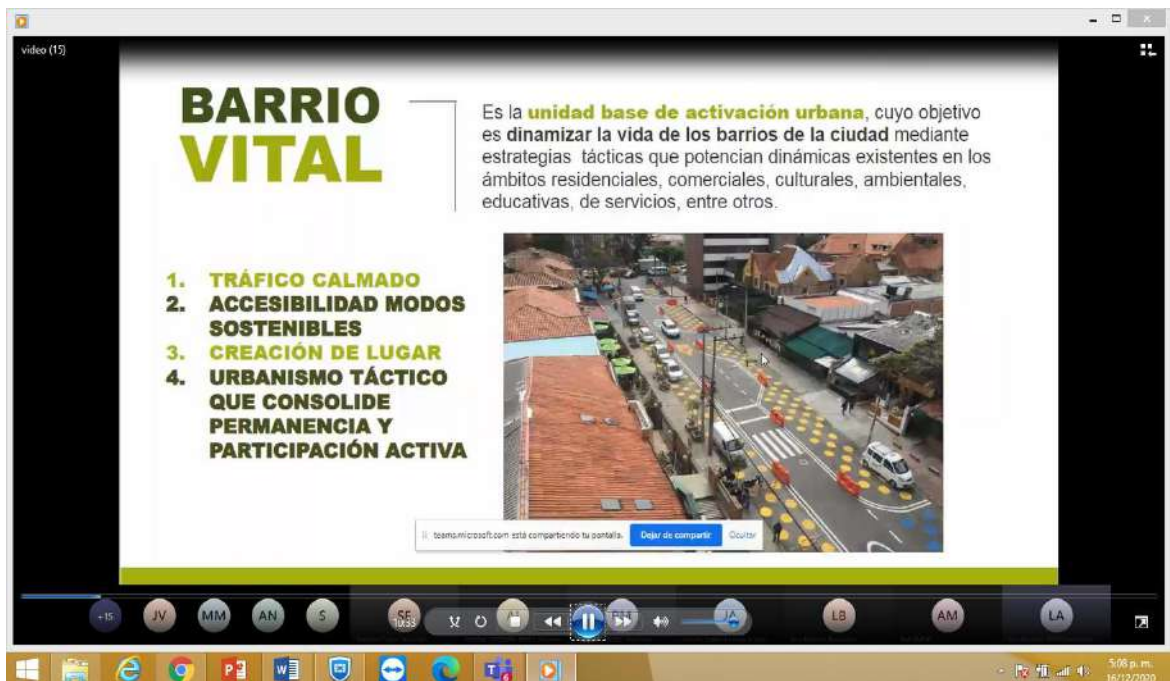 video (15)
BARRIO
VITAL
Es la unidad base de activación urbana, cuyo objetivo
es dinamizar la vida de los barrios de la ciudad mediante
estrategias tácticas que potencian dinámicas existentes en los
ámbitos residenciales, comerciales, culturales, ambientales,
educativas, de servicios, entre otros.
1. TRÁFICO CALMADO
2. ACCESIBILIDAD MODOS
SOSTENIBLES
3. CREACIÓN DE LUGAR
4. URBANISMO TÁCTICO
QUE CONSOLIDE
PERMANENCIA Y
PARTICIPACIÓN ACTIVA
teams.microsoft.com está compartiendo tu pantalla. Dejar de compartir Ocultar
+15 JV MM AN S SF JA LB AM LA
10:33
5:08 p. m.
16/12/2020